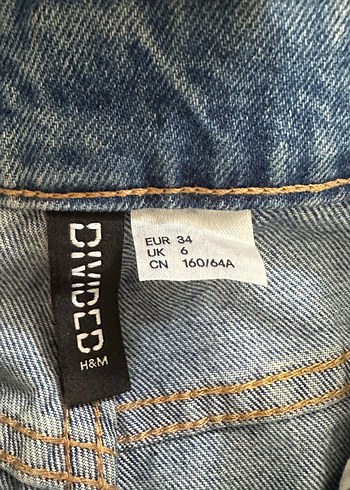 DIVIDED
H&M
EUR 34
UK 6
CN 160/64A